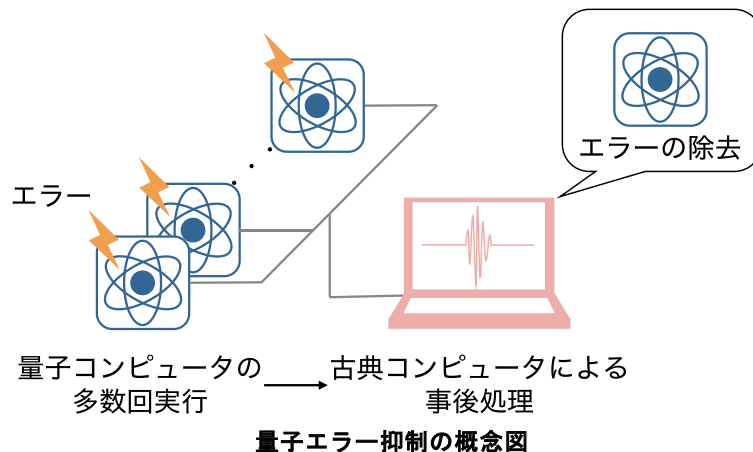 エラーの除去
エラー
量子コンピュータの
多数回実行
古典コンピュータによる
事後処理
量子エラー抑制の概念図